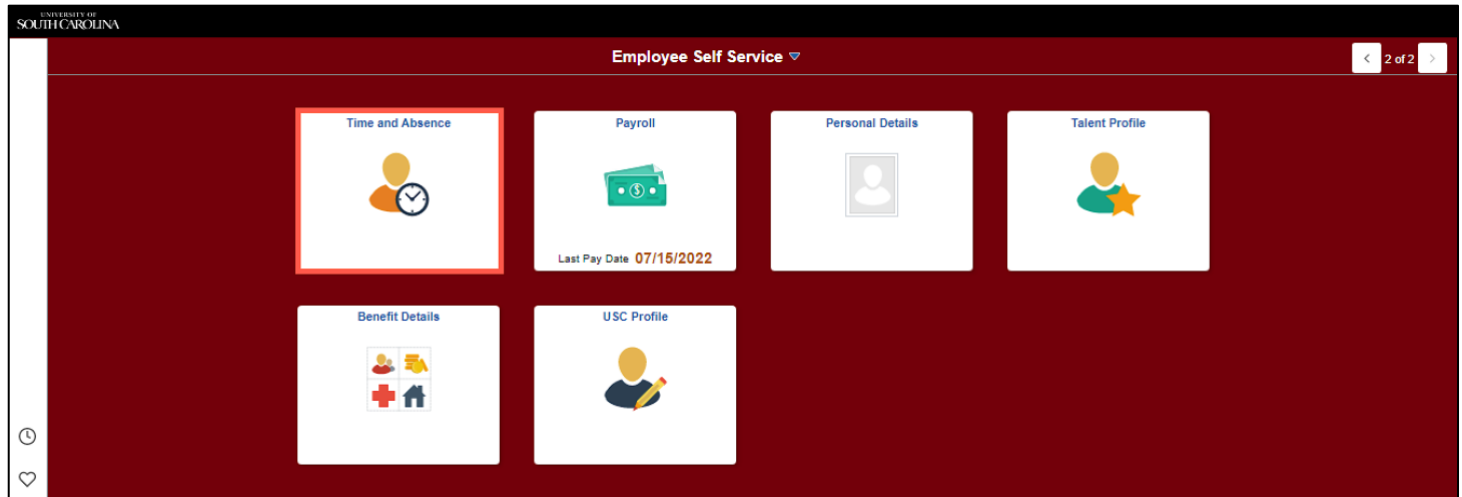 UNIVERSITY OF
SOUTH CAROLINA
Employee Self Service
2 of 2
Time and Absence
Payroll
Personal Details
Talent Profile
Last Pay Date 07/15/2022
Benefit Details
USC Profile